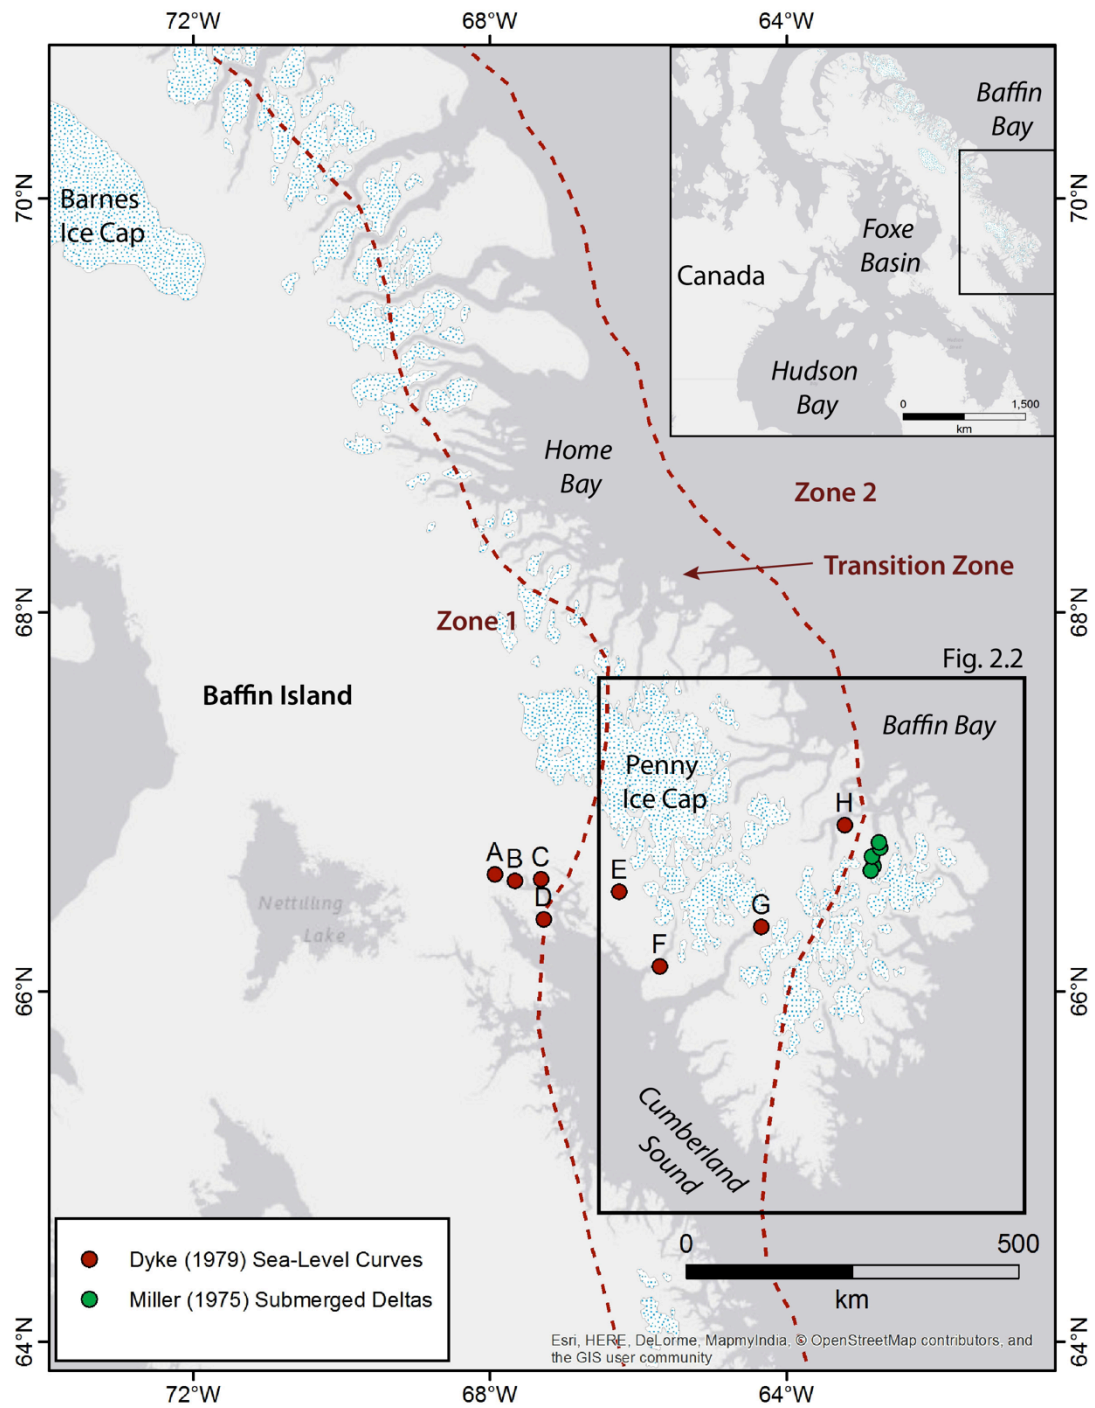 72°W
68°W
64°W
Baffin
Bay
70°N
70°N
Barnes
Ice Cap
Foxe
Basin
Canada
Hudson
Bay
0
1,500
km
Home
Bay
Zone 2
Transition Zone
68°N
68°N
Zone 1
Fig. 2.2
Baffin Island
Baffin Bay
Penny
Ice Cap
H
A
B
C
D
E
F
G
Nettilling
Lake
66°N
66°N
Cumberland
Sound
0
500
km
Dyke (1979) Sea-Level Curves
Miller (1975) Submerged Deltas
64°N
64°N
Esri, HERE, DeLorme, MapmyIndia, © OpenStreetMap contributors, and
the GIS user community
72°W
68°W
64°W